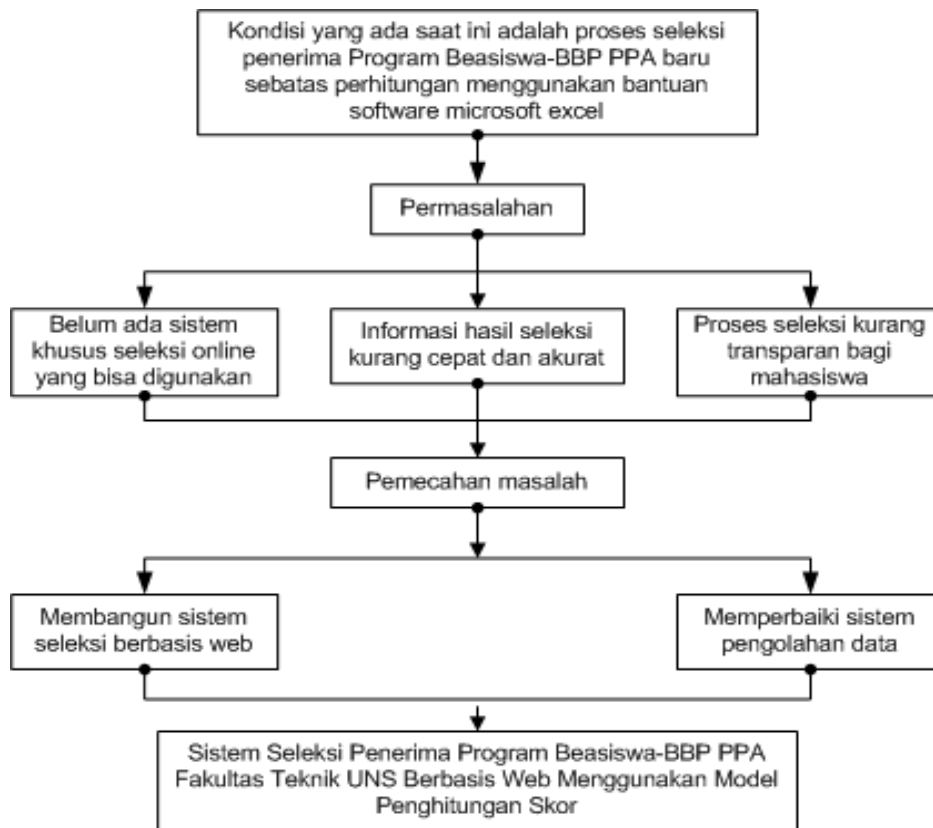 Kondisi yang ada saat ini adalah proses seleksi
penerima Program Beasiswa-BBP PPA baru
sebatas perhitungan menggunakan bantuan
software microsoft excel
Permasalahan
Belum ada sistem
khusus seleksi online
yang bisa digunakan
Informasi hasil seleksi
kurang cepat dan akurat
Proses seleksi kurang
transparan bagi
mahasiswa
Pemecahan masalah
Membangun sistem
seleksi berbasis web
Memperbaiki sistem
pengolahan data
Sistem Seleksi Penerima Program Beasiswa-BBP PPA
Fakultas Teknik UNS Berbasis Web Menggunakan Model
Penghitungan Skor